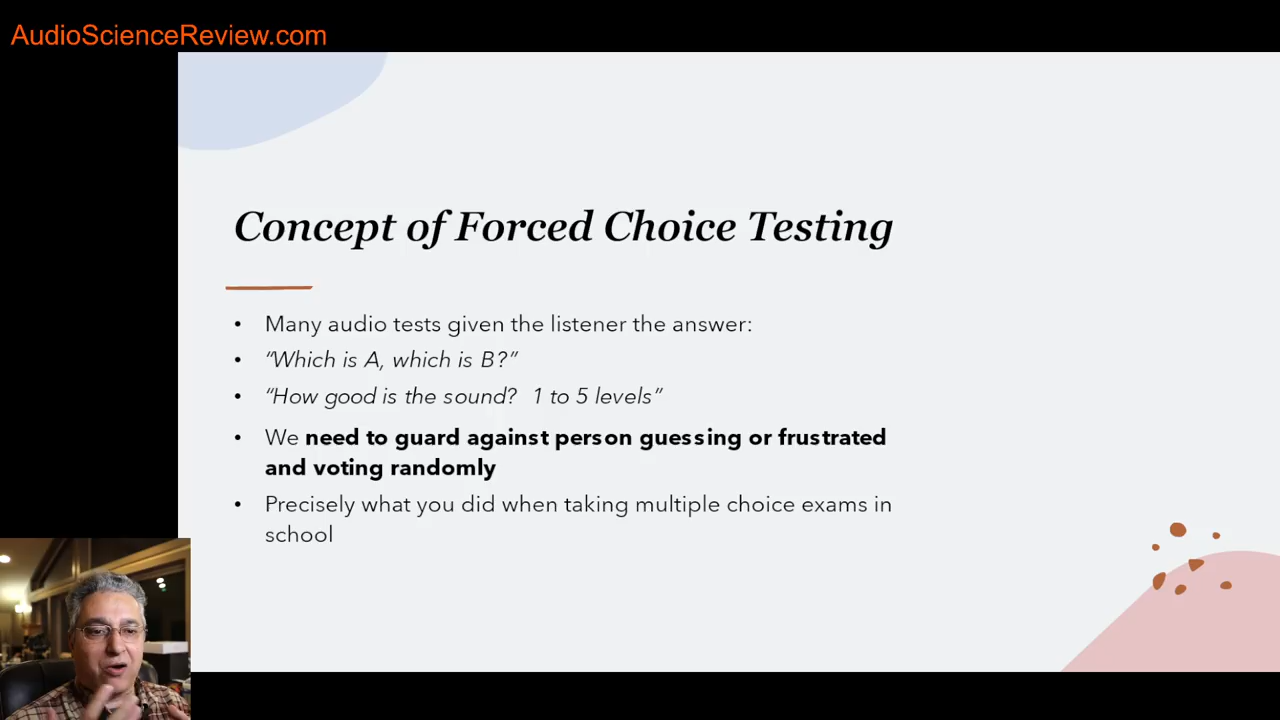 AudioScienceReview.com
Concept of Forced Choice Testing
• Many audio tests given the listener the answer:
• “Which is A, which is B?”
• “How good is the sound? 1 to 5 levels”
• We need to guard against person guessing or frustrated
and voting randomly
• Precisely what you did when taking multiple choice exams in
school